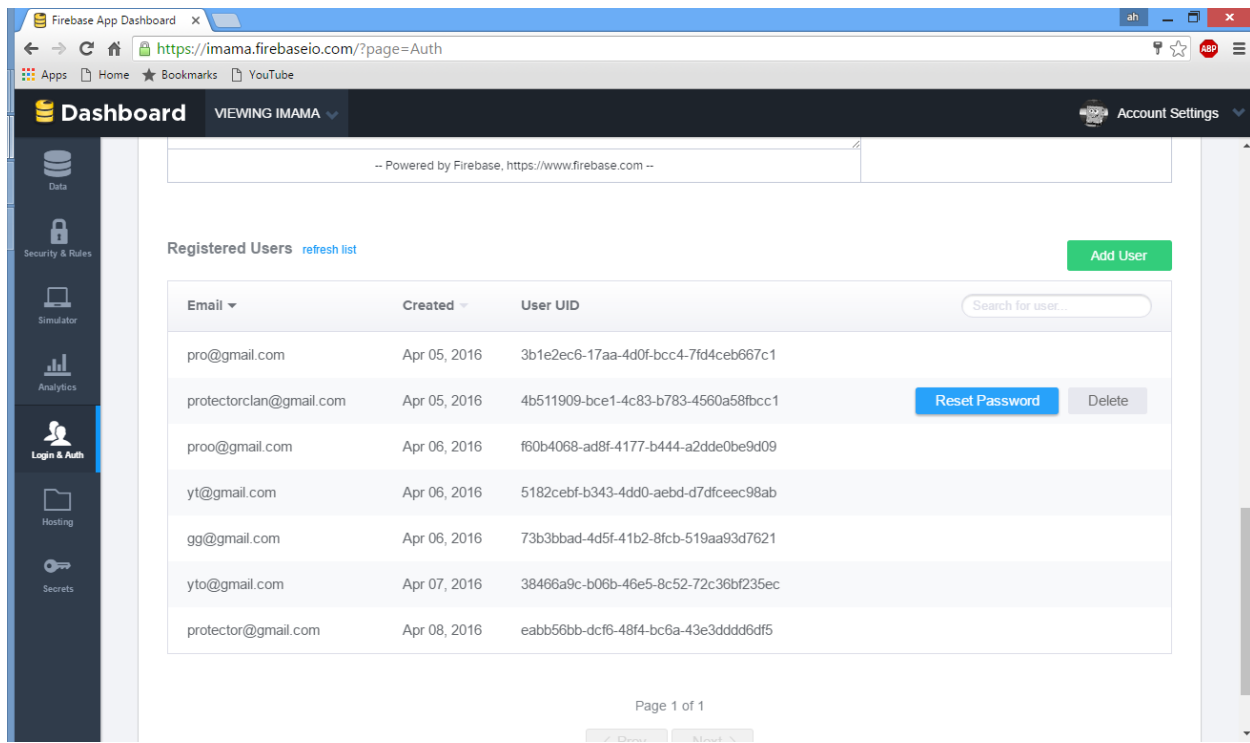 Firebase App Dashboard
ah
https://imama.firebaseio.com/?page=Auth
ABP
Apps Home Bookmarks YouTube
Dashboard VIEWING IMAMA Account Settings
-- Powered by Firebase, https://www.firebase.com --
Data
Security & Rules
Simulator
Analytics
Login & Auth
Hosting
Secrets
Registered Users refresh list
Add User
Email Created User UID Search for user...
pro@gmail.com Apr 05, 2016 3b1e2ec6-17aa-4d0f-bcc4-7fd4ceb667c1
protectorclan@gmail.com Apr 05, 2016 4b511909-bce1-4c83-b783-4560a58fbcc1 Reset Password Delete
proo@gmail.com Apr 06, 2016 f60b4068-ad8f-4177-b444-a2dde0be9d09
yt@gmail.com Apr 06, 2016 5182cebf-b343-4dd0-aebd-d7dfceec98ab
gg@gmail.com Apr 06, 2016 73b3bbad-4d5f-41b2-8fcb-519aa93d7621
yto@gmail.com Apr 07, 2016 38466a9c-b06b-46e5-8c52-72c36bf235ec
protector@gmail.com Apr 08, 2016 eabb56bb-dcf6-48f4-bc6a-43e3dddd6df5
Page 1 of 1
< Prev Next >